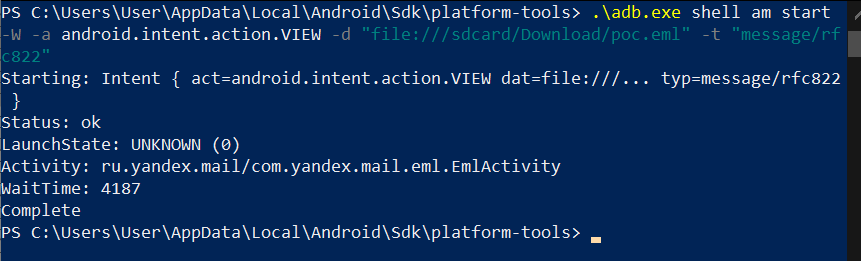 PS C:\Users\User\AppData\Local\Android\Sdk\platform-tools> .\adb.exe shell am start
-W -a android.intent.action.VIEW -d "file:///sdcard/Download/poc.eml" -t "message/rf
c822"
Starting: Intent { act=android.intent.action.VIEW dat=file:///... typ=message/rfc822
 }
Status: ok
LaunchState: UNKNOWN (0)
Activity: ru.yandex.mail/com.yandex.mail.eml.EmlActivity
WaitTime: 4187
Complete
PS C:\Users\User\AppData\Local\Android\Sdk\platform-tools>